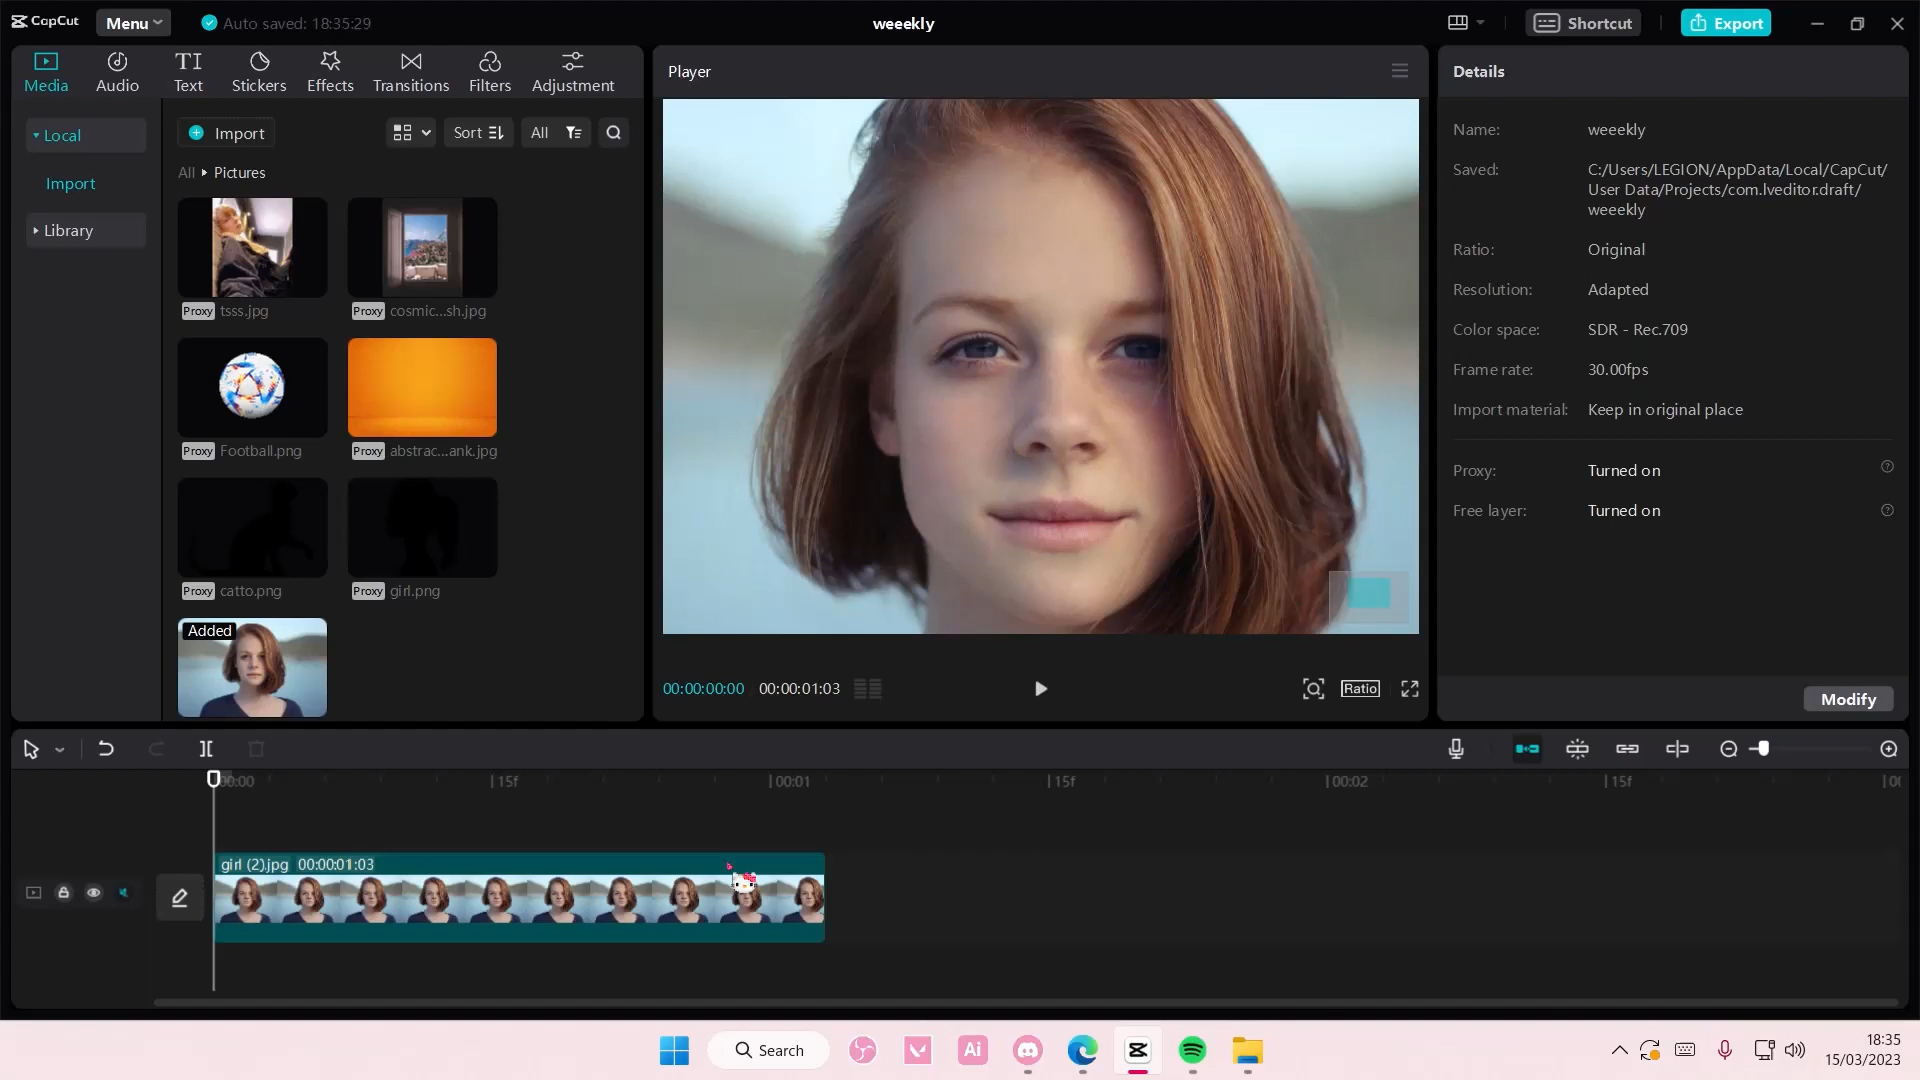 CapCut
Menu
Auto saved: 18:35:29
weeekly
Shortcut
Export
Media
Audio
TI
Text
Stickers
Effects
Transitions
Filters
Adjustment
Local
Import
Library
Import
Sort
All
All
Pictures
Proxy tsss.jpg
Proxy cosmic...sh.jpg
Proxy Football.png
Proxy abstrac...ank.jpg
Proxy catto.png
Proxy girl.png
Added
Player
00:00:00:00
00:00:01:03
Ratio
Details
Name: weeekly
Saved: C:/Users/LEGION/AppData/Local/CapCut/
User Data/Projects/com.lveditor.draft/
weeekly
Ratio: Original
Resolution: Adapted
Color space: SDR - Rec.709
Frame rate: 30.00fps
Import material: Keep in original place
Proxy: Turned on
Free layer: Turned on
Modify
00:00
15f
00:01
15f
00:02
15f
girl (2).jpg 00:00:01:03
Search
Ai
18:35
15/03/2023